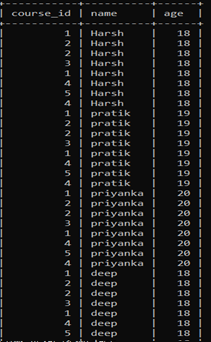 | course_id | name | age |
| 1 | Harsh | 18 |
| 2 | Harsh | 18 |
| 2 | Harsh | 18 |
| 3 | Harsh | 18 |
| 1 | Harsh | 18 |
| 4 | Harsh | 18 |
| 5 | Harsh | 18 |
| 4 | Harsh | 18 |
| 1 | pratik | 19 |
| 2 | pratik | 19 |
| 2 | pratik | 19 |
| 3 | pratik | 19 |
| 1 | pratik | 19 |
| 4 | pratik | 19 |
| 5 | pratik | 19 |
| 4 | pratik | 19 |
| 1 | priyanka | 20 |
| 2 | priyanka | 20 |
| 2 | priyanka | 20 |
| 3 | priyanka | 20 |
| 1 | priyanka | 20 |
| 4 | priyanka | 20 |
| 5 | priyanka | 20 |
| 4 | priyanka | 20 |
| 1 | deep | 18 |
| 2 | deep | 18 |
| 2 | deep | 18 |
| 3 | deep | 18 |
| 1 | deep | 18 |
| 4 | deep | 18 |
| 5 | deep | 18 |